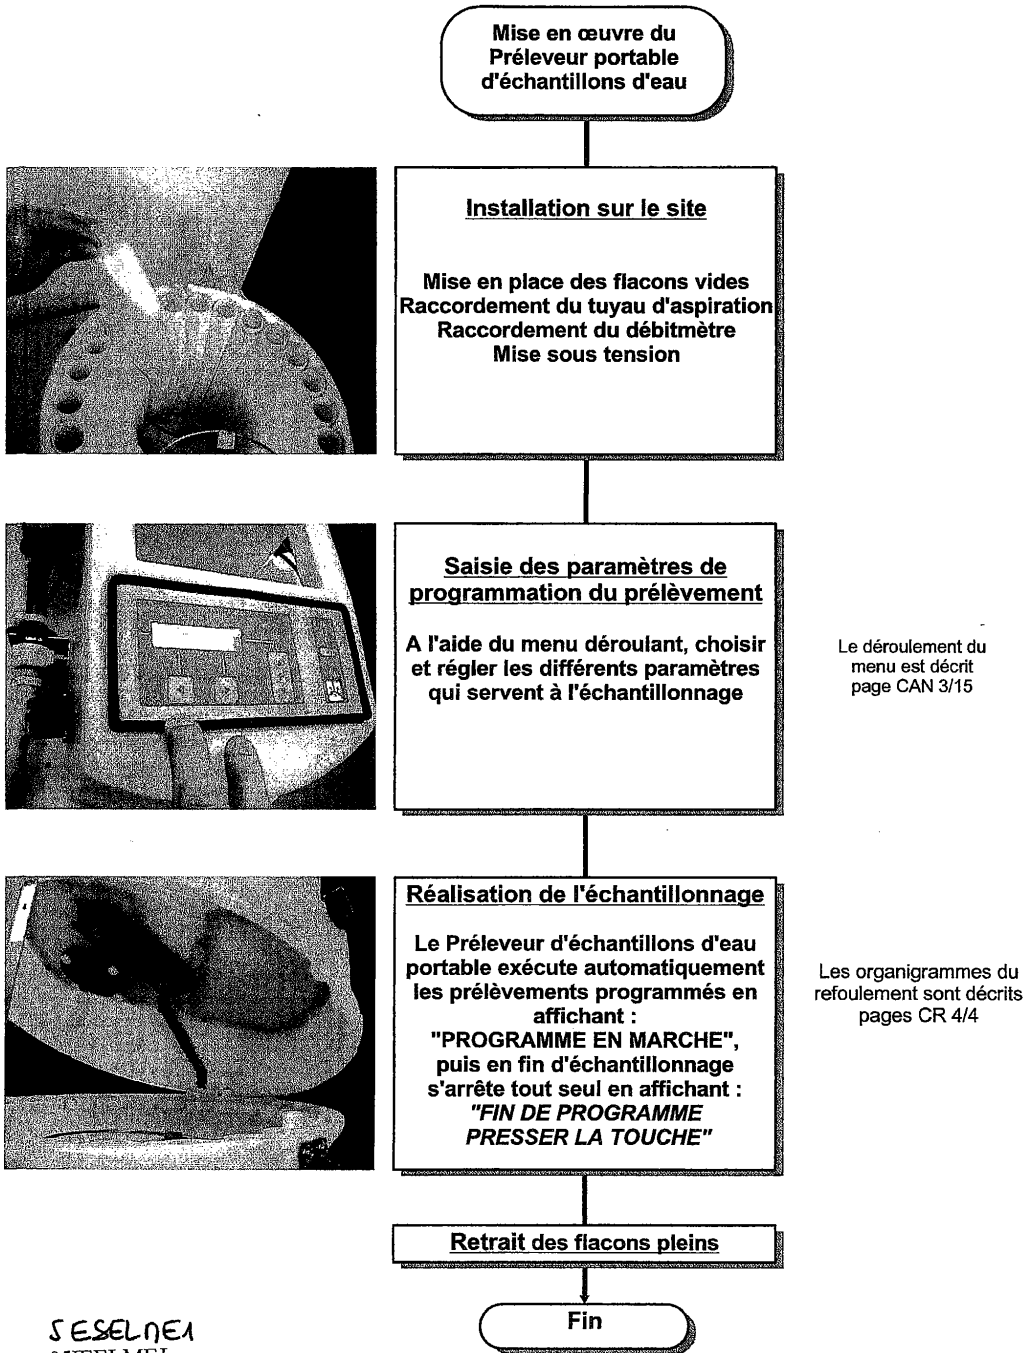 Mise en œuvre du
Préleveur portable
d'échantillons d'eau
Installation sur le site
Mise en place des flacons vides
Raccordement du tuyau d'aspiration
Raccordement du débitmètre
Mise sous tension
Saisie des paramètres de
programmation du prélèvement
A l'aide du menu déroulant, choisir
et régler les différents paramètres
qui servent à l'échantillonnage
Le déroulement du
menu est décrit
page CAN 3/15
Réalisation de l'échantillonnage
Le Préleveur d'échantillons d'eau
portable exécute automatiquement
les prélèvements programmés en
affichant :
"PROGRAMME EN MARCHE",
puis en fin d'échantillonnage
s'arrête tout seul en affichant :
"FIN DE PROGRAMME
PRESSER LA TOUCHE"
Les organigrammes du
refoulement sont décrits
pages CR 4/4
Retrait des flacons pleins
Fin